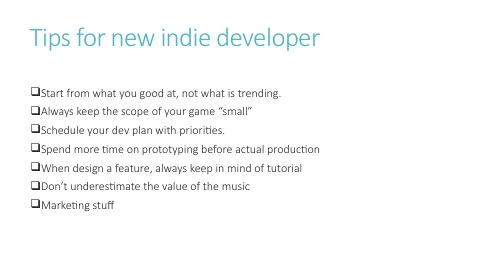 Tips for new indie developer
❑Start from what you good at, not what is trending.
❑Always keep the scope of your game “small”
❑Schedule your dev plan with priorities.
❑Spend more time on prototyping before actual production
❑When design a feature, always keep in mind of tutorial
❑Don’t underestimate the value of the music
❑Marketing stuff